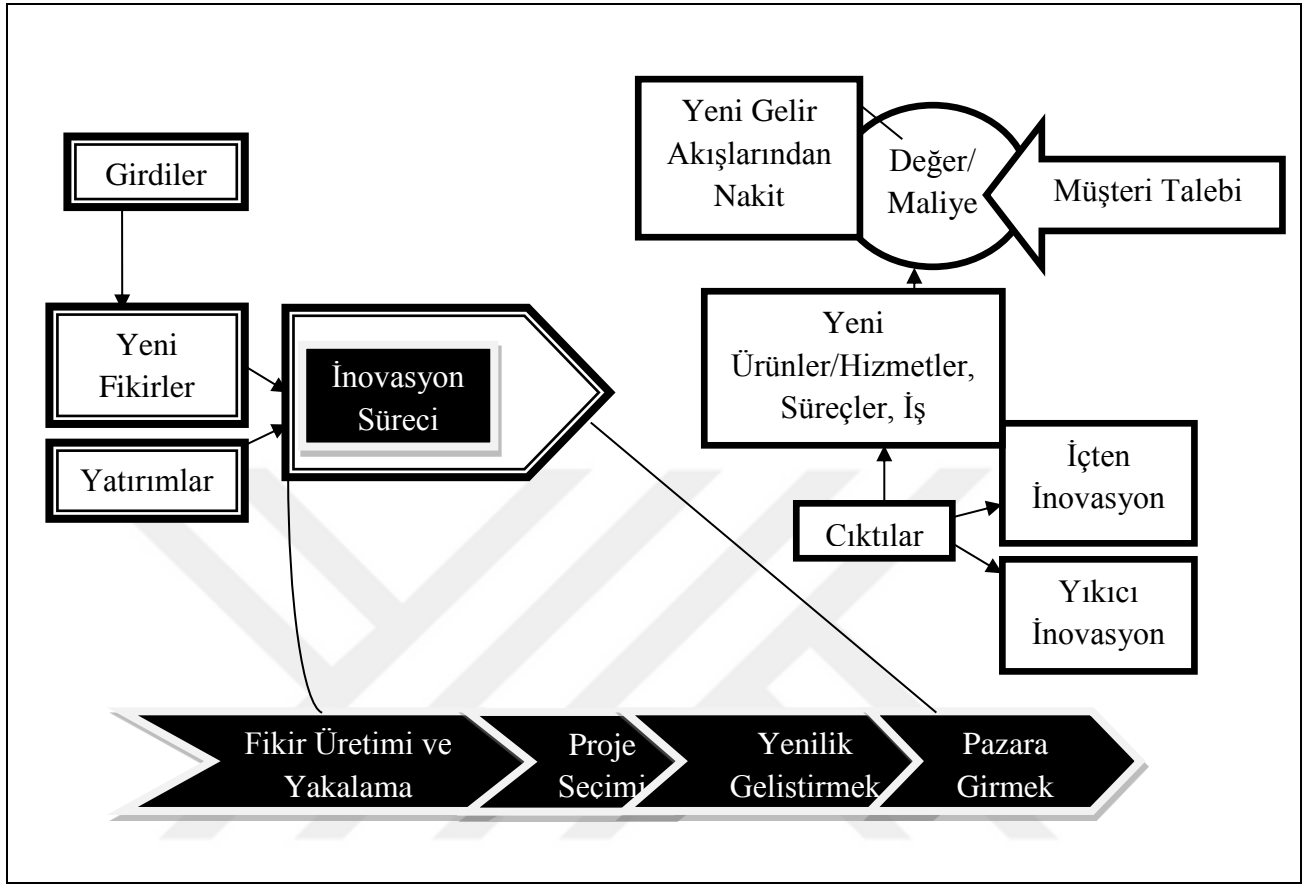 Girdiler
Yeni
Fikirler
Yatırımlar
İnovasyon
Süreci
Yeni Gelir
Akışlarından
Nakit
Değer/
Maliye
Müşteri Talebi
Yeni
Ürünler/Hizmetler,
Süreçler, İş
Cıktılar
İçten
İnovasyon
Yıkıcı
İnovasyon
Fikir Üretimi ve
Yakalama
Proje
Seçimi
Yenilik
Gelistirmek
Pazara
Girmek